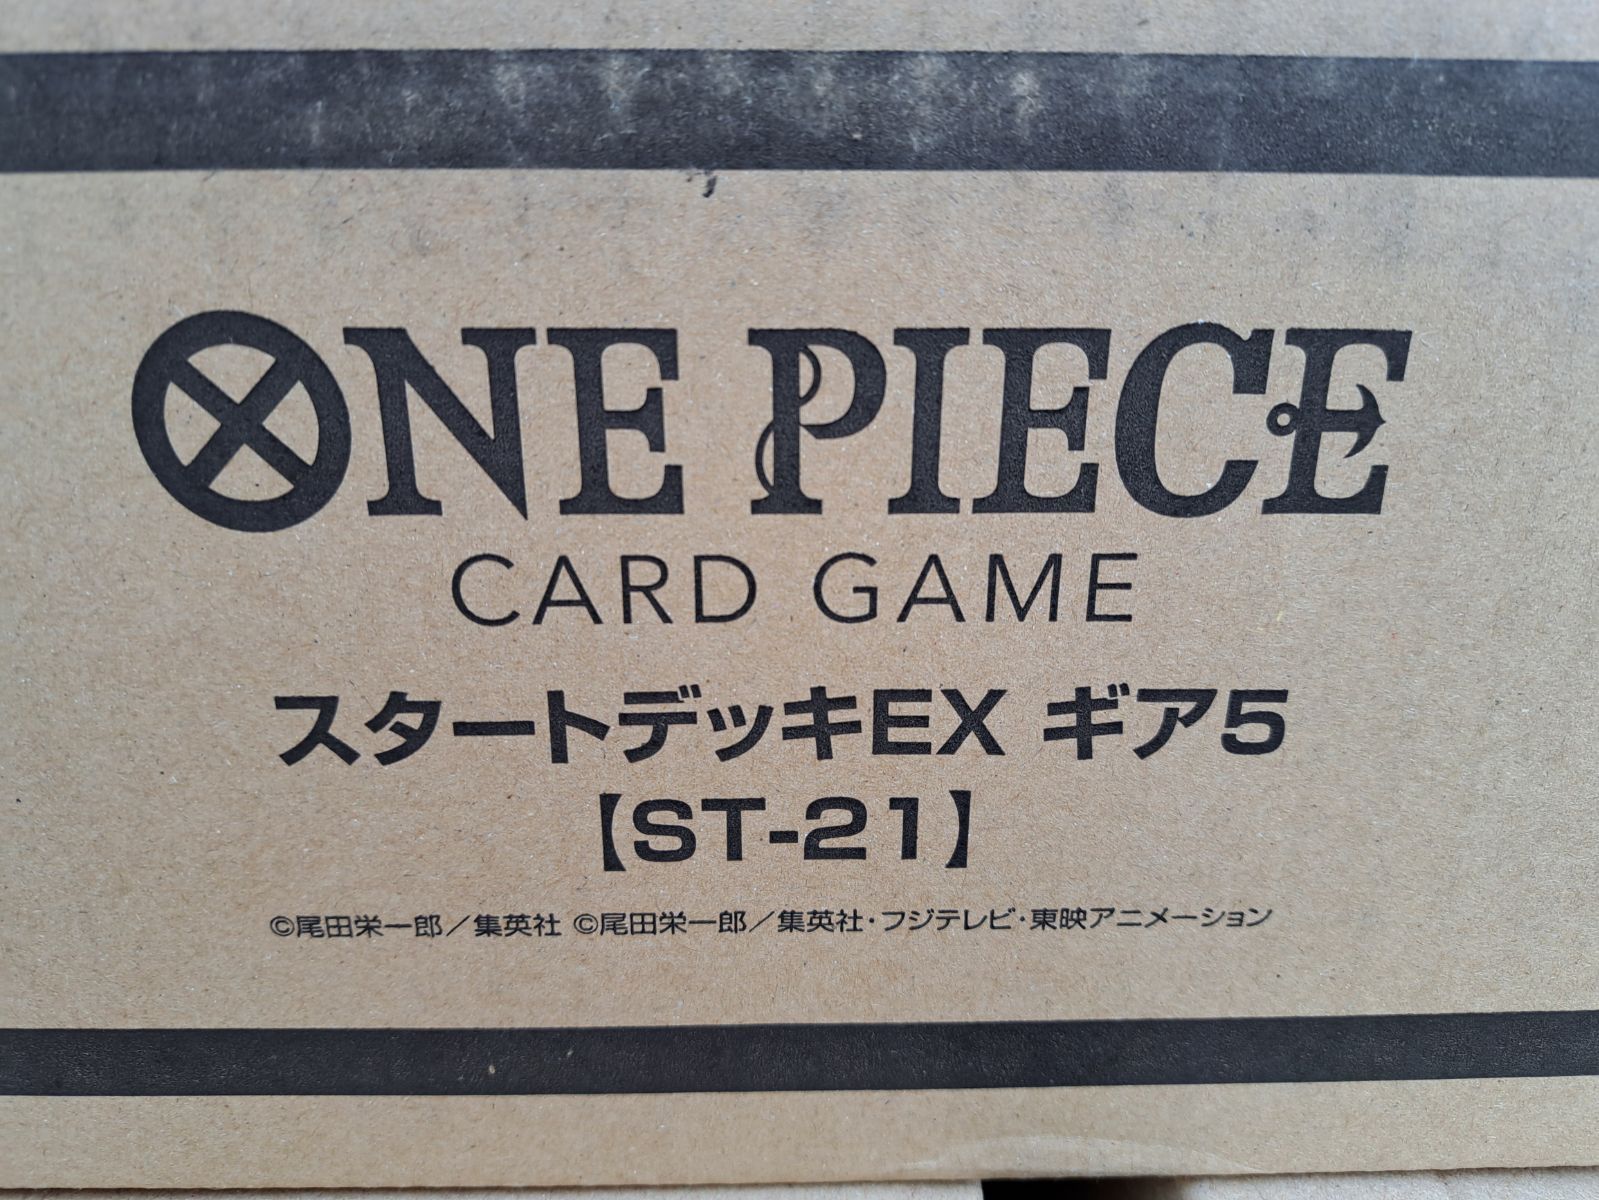 ONE PIECE
CARD GAME
スタートデッキEX ギア5
【ST-21】
©尾田栄一郎／集英社 ©尾田栄一郎／集英社・フジテレビ・東映アニメーション